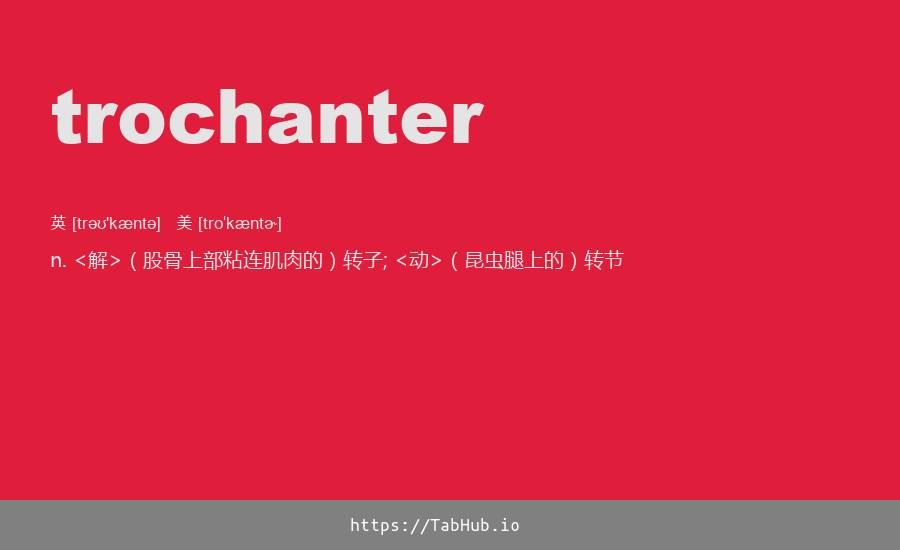 trochanter
英 [trəʊ'kæntə] 美 [tro'kæntɚ]
n. <解>（股骨上部粘连肌肉的）转子; <动>（昆虫腿上的）转节
https://TabHub.io